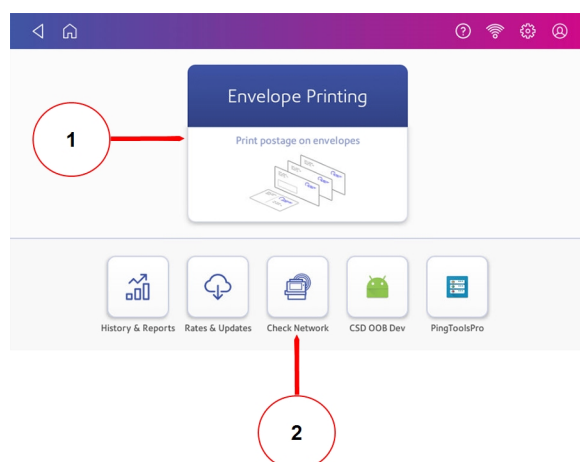 Envelope Printing
1
Print postage on envelopes
History & Reports
Rates & Updates
Check Network
CSD OOB Dev
PingToolsPro
2